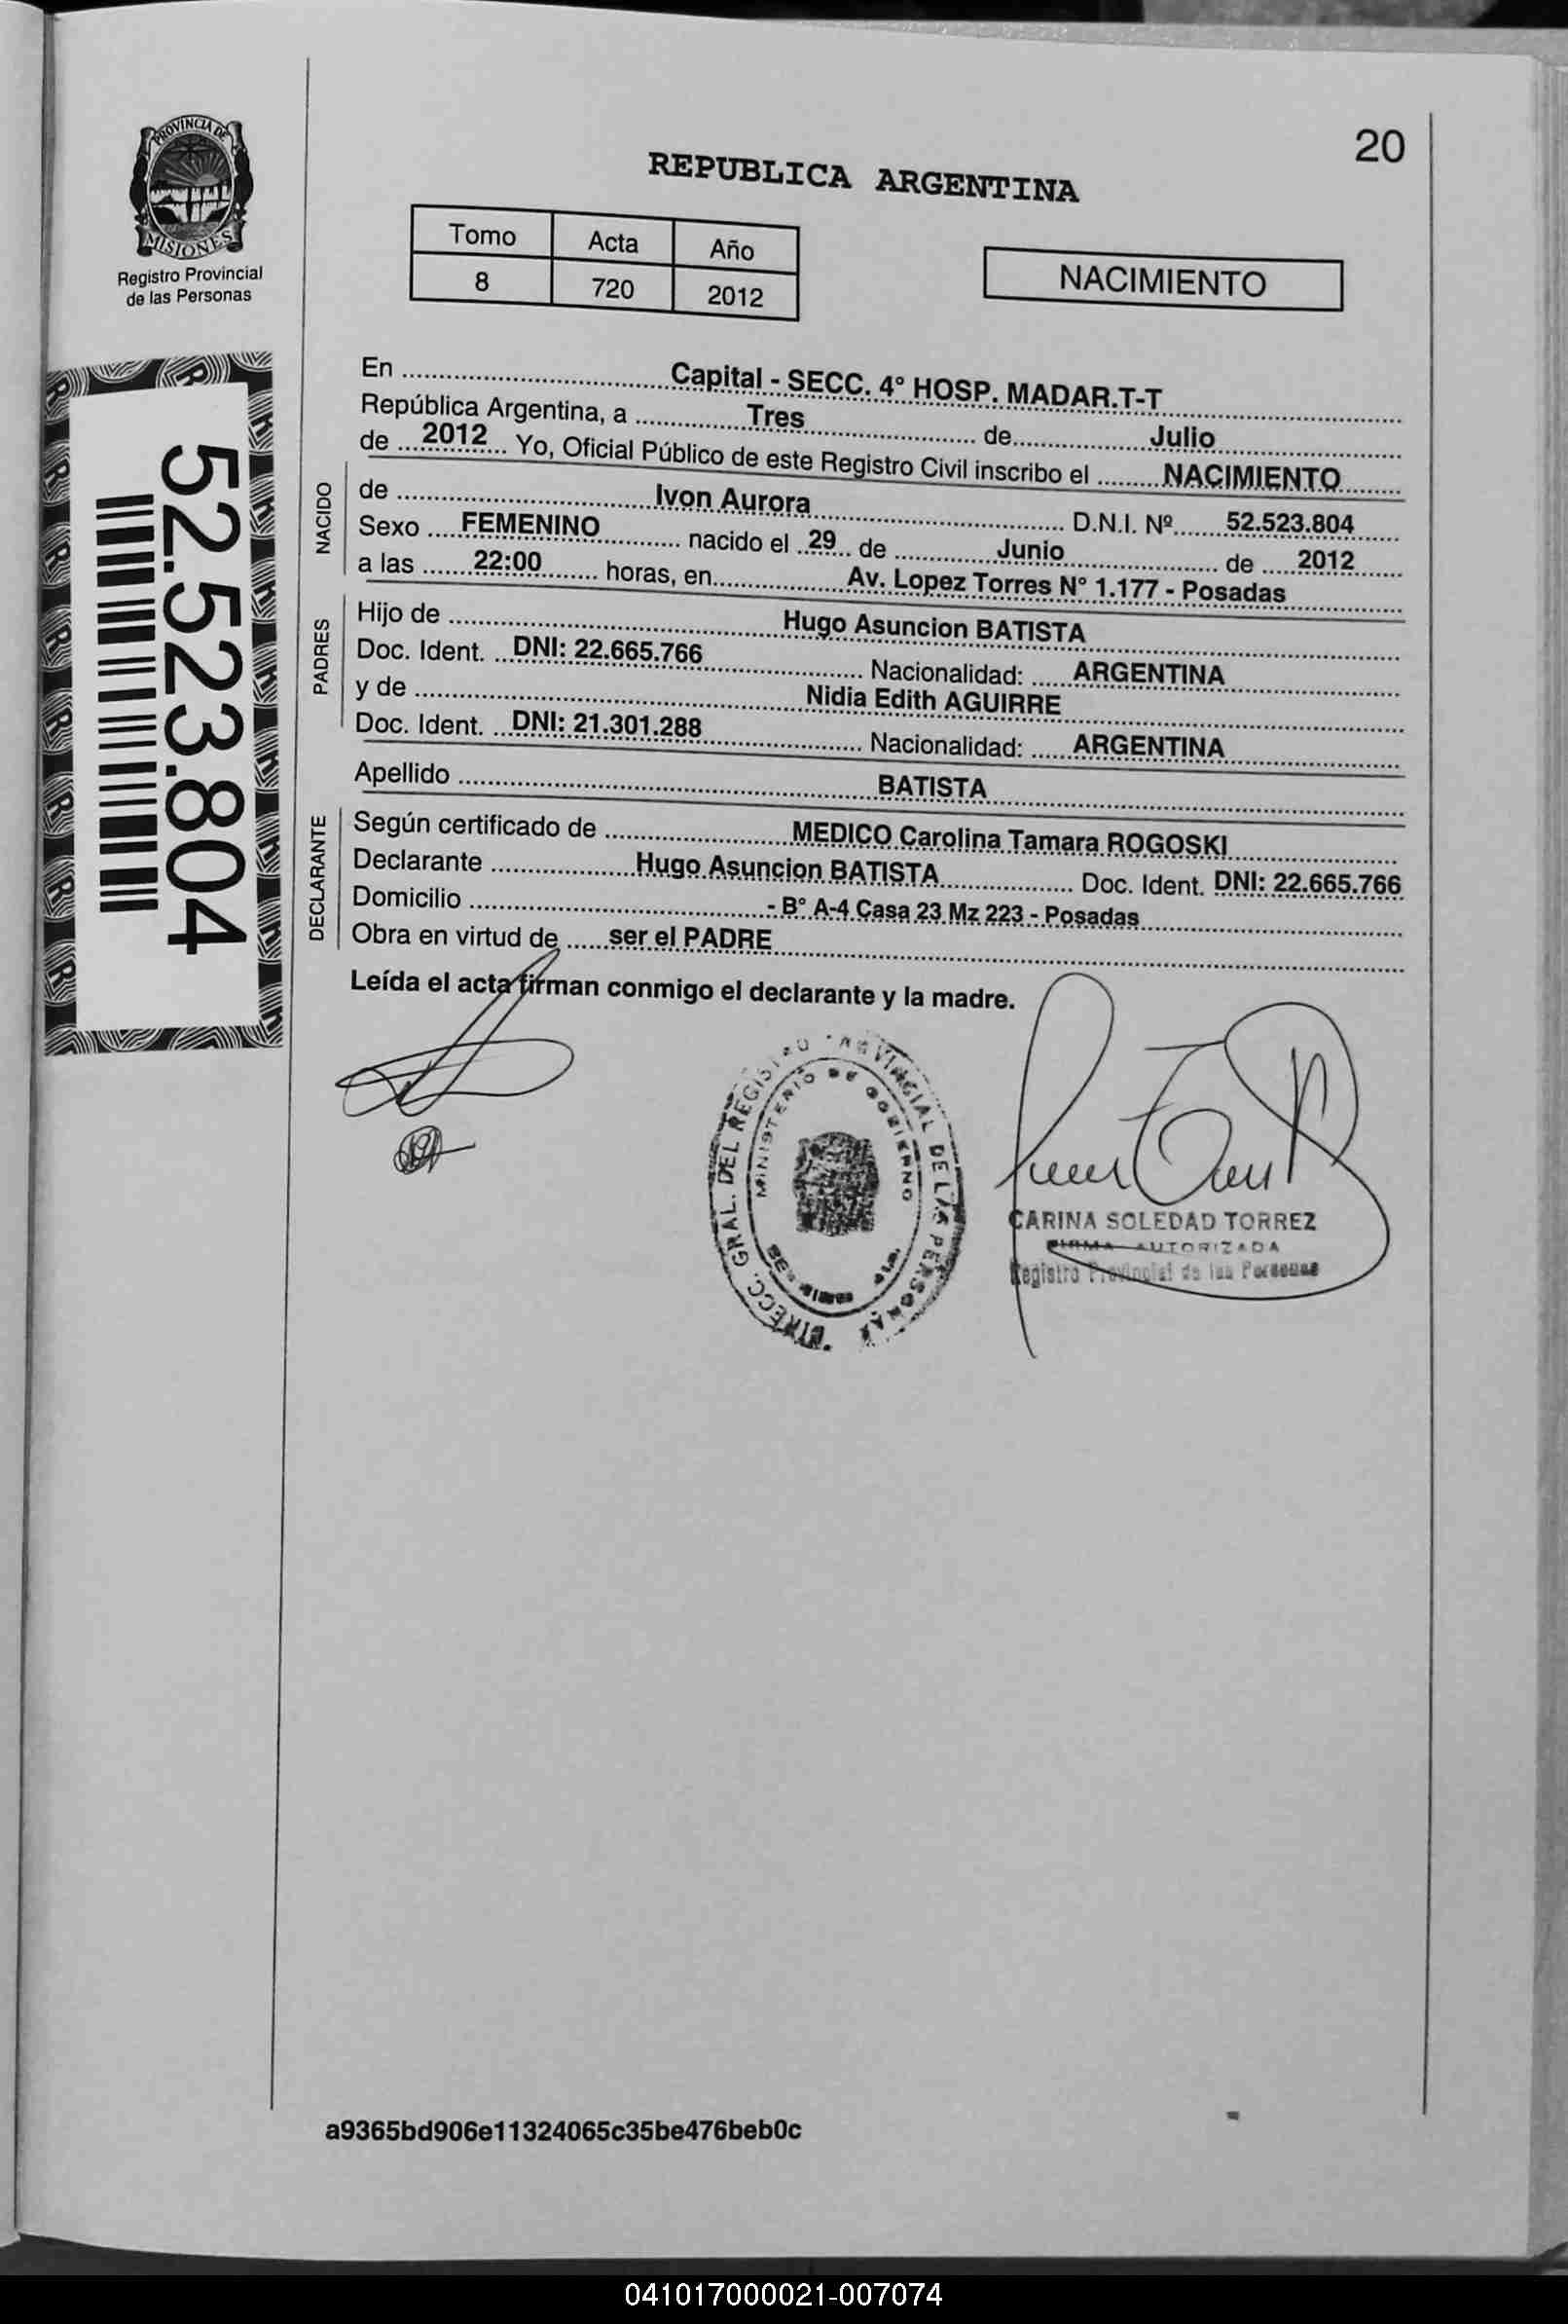 20
PROVINCIA DE
MISIONES
Registro Provincial
de las Personas
52.523.804
REPUBLICA ARGENTINA
Tomo Acta Año
8 720 2012
NACIMIENTO
En Capital - SECC. 4° HOSP. MADAR.T-T
República Argentina, a Tres de Julio
de 2012 Yo, Oficial Público de este Registro Civil inscribo el NACIMIENTO
NACIDO
de Ivon Aurora D.N.I. Nº 52.523.804
Sexo FEMENINO nacido el 29 de Junio de 2012
a las 22:00 horas, en Av. Lopez Torres N° 1.177 - Posadas
PADRES
Hijo de Hugo Asuncion BATISTA
Doc. Ident. DNI: 22.665.766 Nacionalidad: ARGENTINA
y de Nidia Edith AGUIRRE
Doc. Ident. DNI: 21.301.288 Nacionalidad: ARGENTINA
Apellido BATISTA
DECLARANTE
Según certificado de MEDICO Carolina Tamara ROGOSKI
Declarante Hugo Asuncion BATISTA Doc. Ident. DNI: 22.665.766
Domicilio - B° A-4 Casa 23 Mz 223 - Posadas
Obra en virtud de ser el PADRE
Leída el acta firman conmigo el declarante y la madre.
DIRECC. GRAL. DEL REGISTRO PROVINCIAL DE LAS PERSONAS
MINISTERIO DE GOBIERNO
CARINA SOLEDAD TORREZ
FIRMA AUTORIZADA
Registro Provincial de las Personas
a9365bd906e11324065c35be476beb0c
041017000021-007074